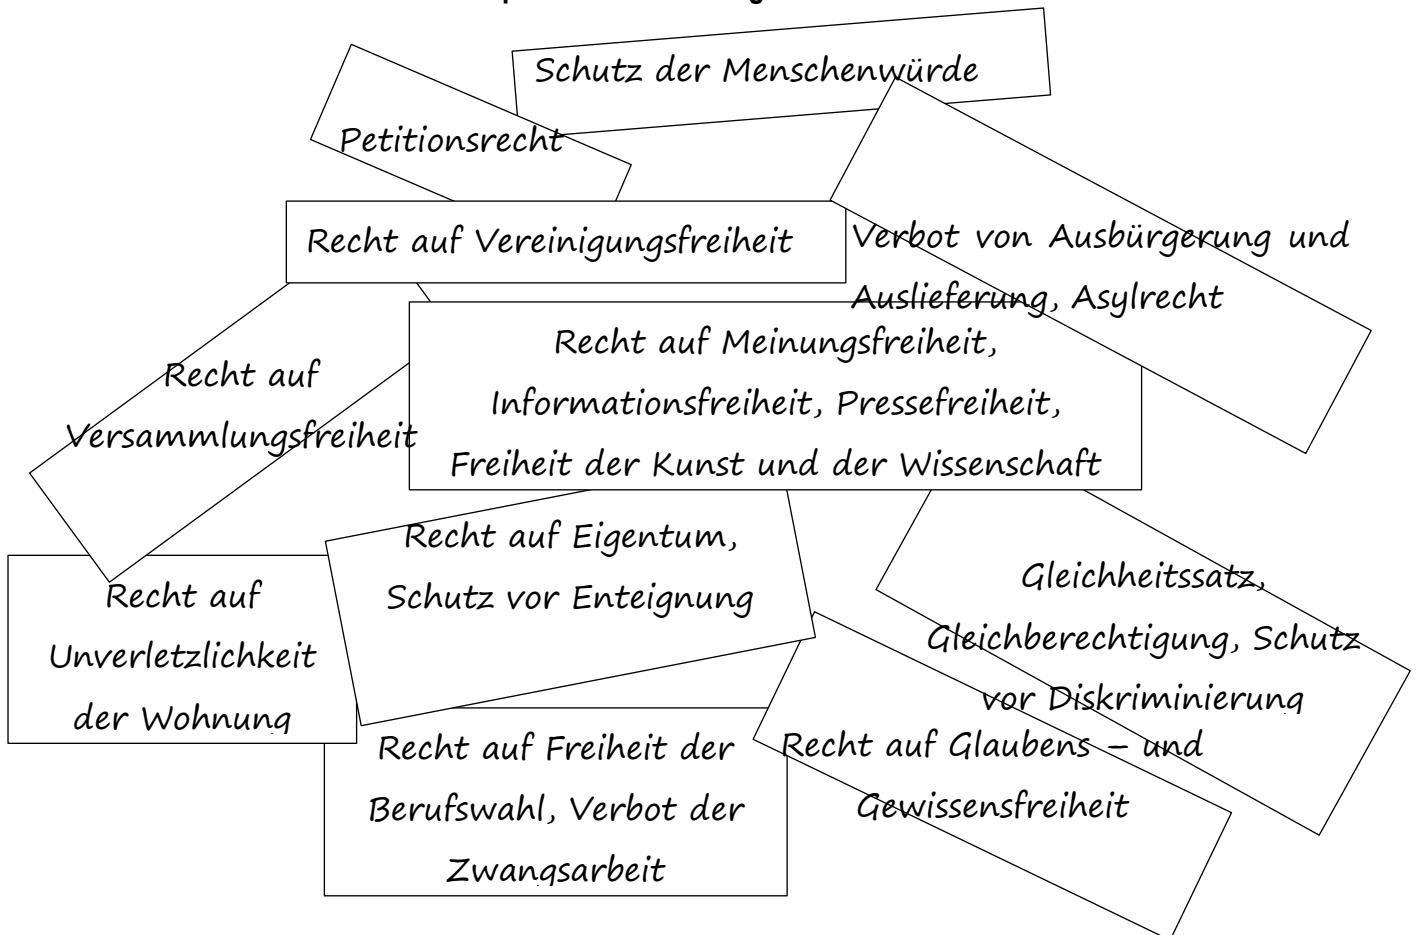 Schutz der Menschenwürde
Petitionsrecht
Recht auf Vereinigungsfreiheit
Verbot von Ausbürgerung und
Auslieferung, Asylrecht
Recht auf Meinungsfreiheit,
Informationsfreiheit, Pressefreiheit,
Freiheit der Kunst und der Wissenschaft
Recht auf
Versammlungsfreiheit
Recht auf Eigentum,
Schutz vor Enteignung
Gleichheitssatz,
Gleichberechtigung, Schutz
vor Diskriminierung
Recht auf
Unverletzlichkeit
der Wohnung
Recht auf Freiheit der
Berufswahl, Verbot der
Zwangsarbeit
Recht auf Glaubens – und
Gewissensfreiheit